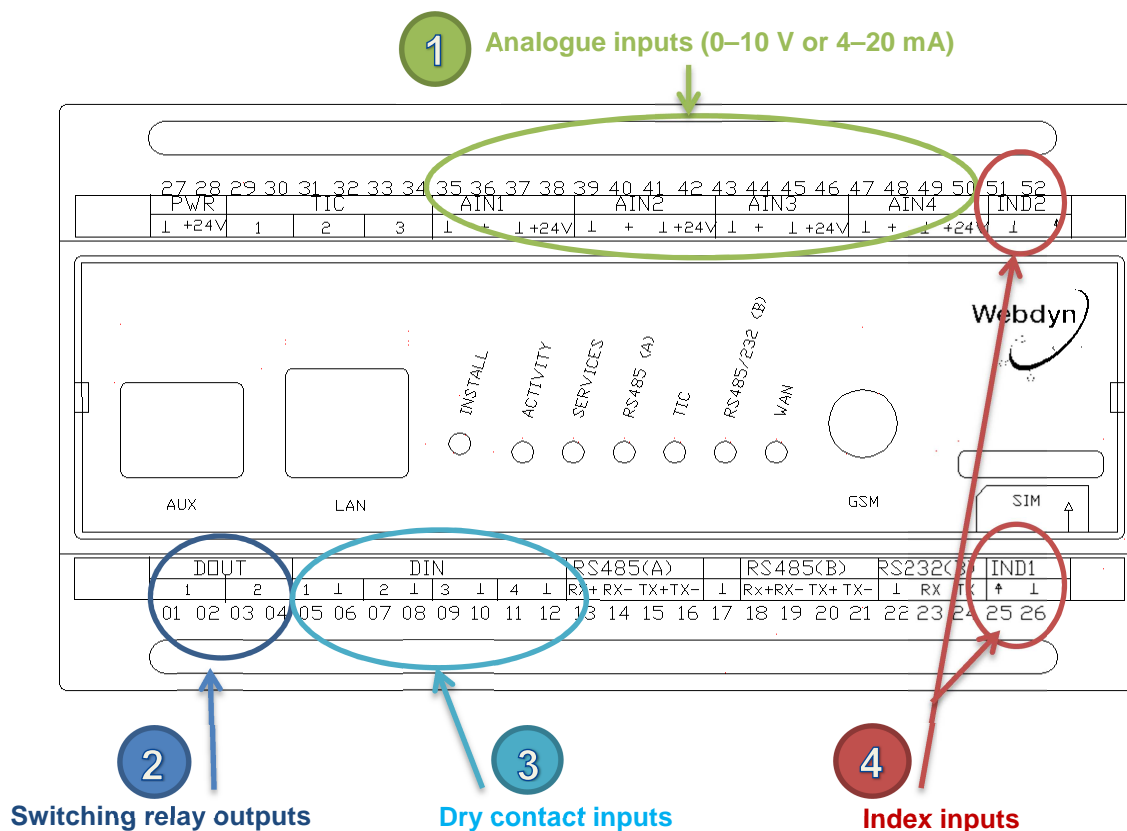 1
Analogue inputs (0–10 V or 4–20 mA)
27 28 29 30 31 32 33 34 35 36 37 38 39 40 41 42 43 44 45 46 47 48 49 50 51 52
PWR TIC AIN1 AIN2 AIN3 AIN4 IND2
⊥ +24V 1 2 3 ⊥ + ⊥ +24V ⊥ + ⊥ +24V ⊥ + ⊥ +24V ⊥ + ⊥ +24V ⊥ ↑
Webdyn
INSTALL
ACTIVITY
SERVICES
RS485 (A)
TIC
RS485/232 (B)
WAN
AUX
LAN
GSM
SIM
DOUT DIN RS485(A) RS485(B) RS232(B) IND1
1 2 1 ⊥ 2 ⊥ 3 ⊥ 4 ⊥ RX+ RX- TX+ TX- ⊥ RX+ RX- TX+ TX- ⊥ RX TX ↑ ⊥
01 02 03 04 05 06 07 08 09 10 11 12 13 14 15 16 17 18 19 20 21 22 23 24 25 26
2
3
4
Switching relay outputs
Dry contact inputs
Index inputs